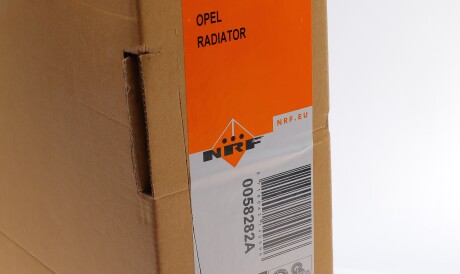 OPEL
RADIATOR
NRF.EU
NRF
0058282A